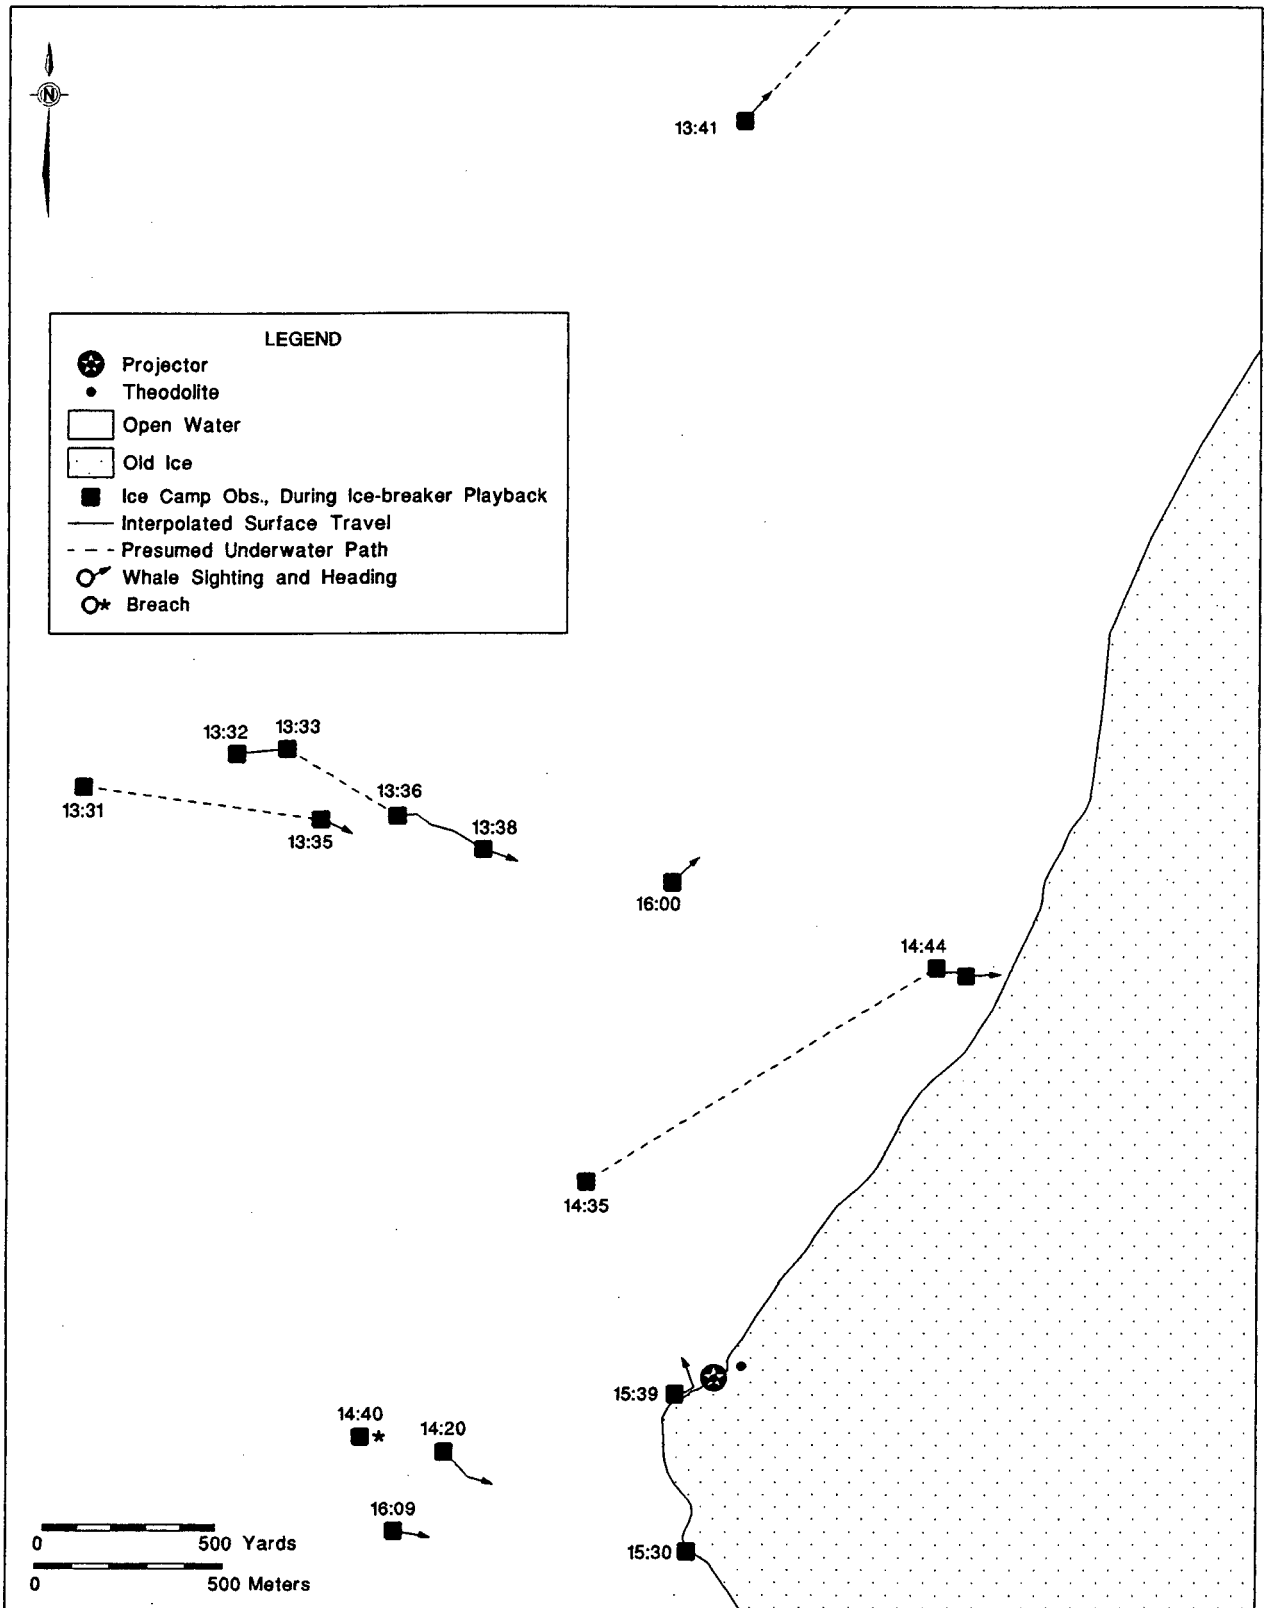 N
13:41
LEGEND
Projector
Theodolite
Open Water
Old Ice
Ice Camp Obs., During Ice-breaker Playback
Interpolated Surface Travel
Presumed Underwater Path
Whale Sighting and Heading
* Breach
13:32 13:33
13:31
13:36
13:35
13:38
16:00
14:44
14:35
15:39
14:40
*
14:20
16:09
0 500 Yards
15:30
0 500 Meters